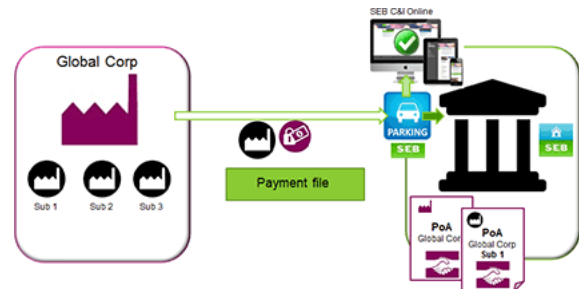 SEB C&I Online
Global Corp
Sub 1
Sub 2
Sub 3
Payment file
PARKING
SEB
SEB
PoA
Global Corp
PoA
Global Corp
Sub 1